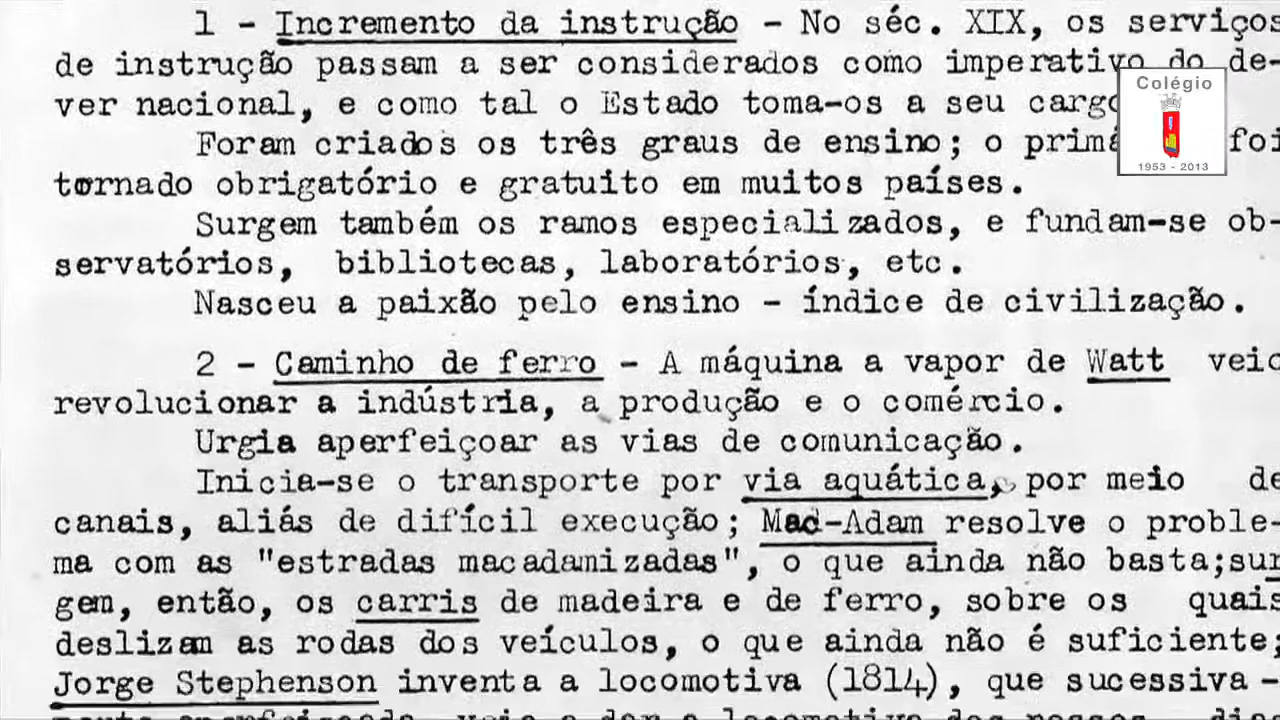 1 - Incremento da instrução - No séc. XIX, os serviços
de instrução passam a ser considerados como imperativo do de-
ver nacional, e como tal o Estado toma-os a seu cargo
Foram criados os três graus de ensino; o primá foi
tornado obrigatório e gratuito em muitos países.
Surgem também os ramos especializados, e fundam-se ob-
servatórios, bibliotecas, laboratórios, etc.
Nasceu a paixão pelo ensino - índice de civilização.
2 - Caminho de ferro - A máquina a vapor de Watt veio
revolucionar a indústria, a produção e o comércio.
Urgia aperfeiçoar as vias de comunicação.
Inicia-se o transporte por via aquática, por meio de
canais, aliás de difícil execução; Mac-Adam resolve o proble-
ma com as "estradas macadamizadas", o que ainda não basta;sur
gem, então, os carris de madeira e de ferro, sobre os quais
deslizam as rodas dos veículos, o que ainda não é suficiente;
Jorge Stephenson inventa a locomotiva (1814), que sucessiva-
Colégio
1953 - 2013